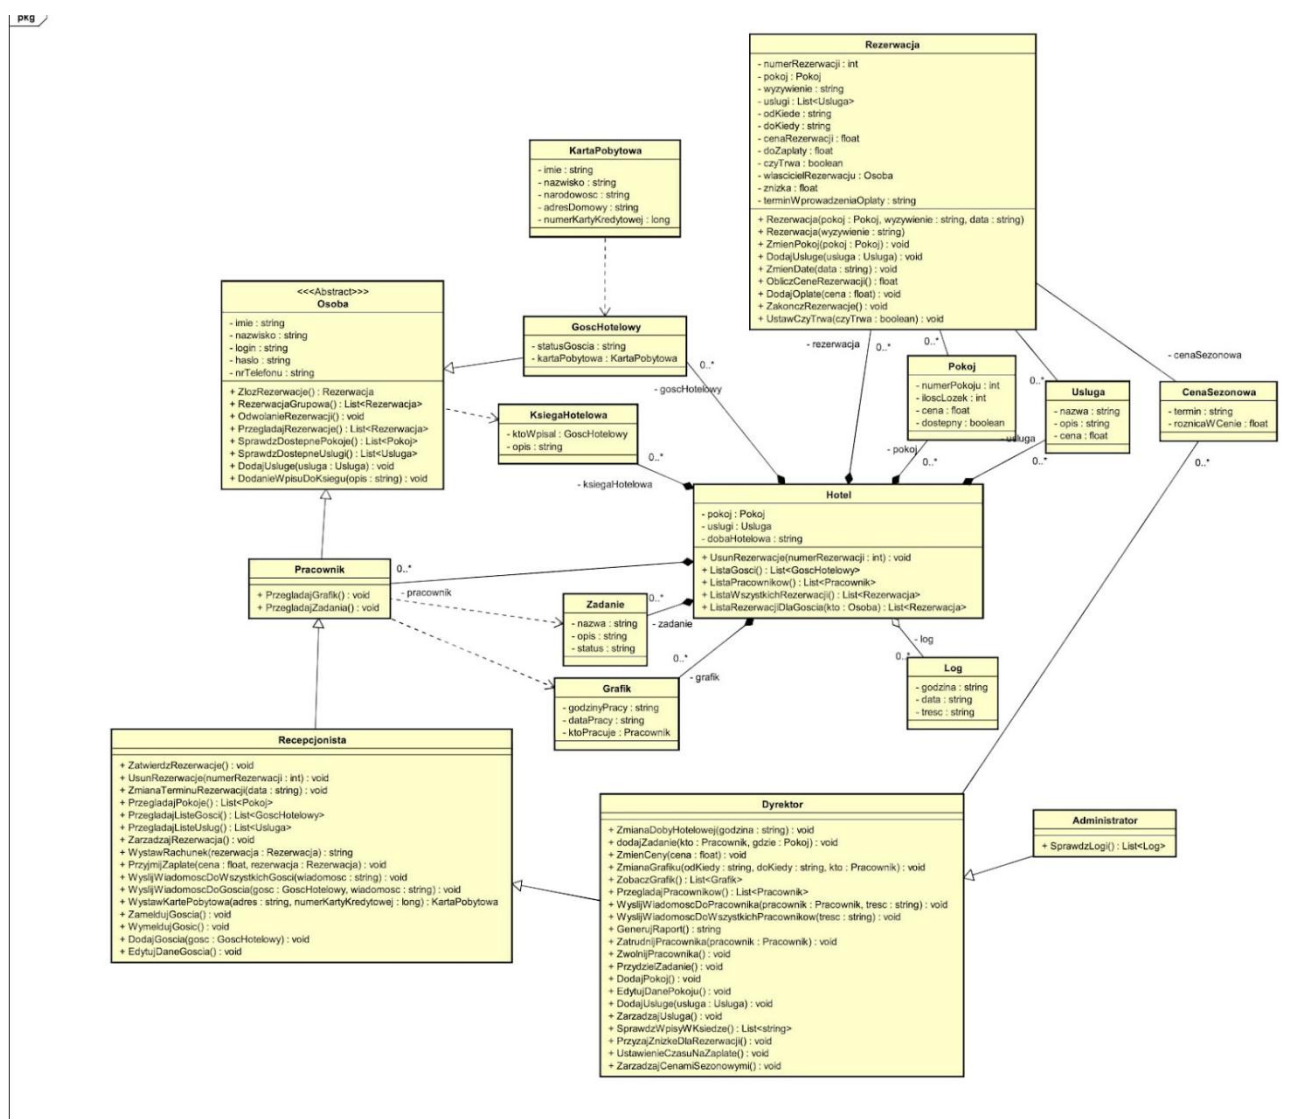 pkg
Rezerwacja
- numerRezerwacji : int
- pokoj : Pokoj
- wyzywienie : string
- uslugi : List<Usluga>
- odKiede : string
- doKiedy : string
- cenaRezerwacji : float
- doZaplaty : float
- czyTrwa : boolean
- wlascicielRezerwacju : Osoba
- znizka : float
- terminWprowadzeniaOplaty : string
+ Rezerwacja(pokoj : Pokoj, wyzywienie : string, data : string)
+ Rezerwacja(wyzywienie : string)
+ ZmienPokoj(pokoj : Pokoj) : void
+ DodajUsluge(usluga : Usluga) : void
+ ZmienDate(data : string) : void
+ ObliczCeneRezerwacji() : float
+ DodajOplate(cena : float) : void
+ ZakonczRezerwacje() : void
+ UstawCzyTrwa(czyTrwa : boolean) : void
KartaPobytowa
- imie : string
- nazwisko : string
- narodowosc : string
- adresDomowy : string
- numerKartyKredytowej : long
<<<Abstract>>>
Osoba
- imie : string
- nazwisko : string
- login : string
- haslo : string
- nrTelefonu : string
+ ZlozRezerwacje() : Rezerwacja
+ RezerwacjaGrupowa() : List<Rezerwacja>
+ OdwolanieRezerwacji() : void
+ PrzegladajRezerwacje() : List<Rezerwacja>
+ SprawdzDostepnePokoje() : List<Pokoj>
+ SprawdzDostepneUslugi() : List<Usluga>
+ DodajUsluge(usluga : Usluga) : void
+ DodanieWpisuDoKsiegu(opis : string) : void
GoscHotelowy
- statusGoscia : string
- kartaPobytowa : KartaPobytowa
0..*
- goscHotelowy
KsiegaHotelowa
- ktoWpisal : GoscHotelowy
- opis : string
0..*
- ksiegaHotelowa
- rezerwacja
0..*
0..*
Pokoj
- numerPokoju : int
- iloscLozek : int
- cena : float
- dostepny : boolean
- pokoj
0..*
0..*
Usluga
- nazwa : string
- opis : string
- cena : float
- usluga
0..*
- cenaSezonowa
CenaSezonowa
- termin : string
- roznicaWCenie : float
0..*
Hotel
- pokoj : Pokoj
- uslugi : Usluga
- dobaHotelowa : string
+ UsunRezerwacje(numerRezerwacji : int) : void
+ ListaGosci() : List<GoscHotelowy>
+ ListaPracownikow() : List<Pracownik>
+ ListaWszystkichRezerwacji() : List<Rezerwacja>
+ ListaRezerwacjiDlaGoscia(kto : Osoba) : List<Rezerwacja>
Pracownik
+ PrzegladajGrafik() : void
+ PrzegladajZadania() : void
0..*
- pracownik
Zadanie
- nazwa : string
- opis : string
- status : string
0..*
- zadanie
Grafik
- godzinyPracy : string
- dataPracy : string
- ktoPracuje : Pracownik
0..*
- grafik
- log
0..*
Log
- godzina : string
- data : string
- tresc : string
Recepcjonista
+ ZatwierdzRezerwacje() : void
+ UsunRezerwacje(numerRezerwacji : int) : void
+ ZmianaTerminuRezerwacji(data : string) : void
+ PrzegladajPokoje() : List<Pokoj>
+ PrzegladajListeGosci() : List<GoscHotelowy>
+ PrzegladajListeUslug() : List<Usluga>
+ ZarzadzajRezerwacja() : void
+ WystawRachunek(rezerwacja : Rezerwacja) : string
+ PrzyjmijZaplate(cena : float, rezerwacja : Rezerwacja) : void
+ WyslijWiadomoscDoWszystkichGosci(wiadomosc : string) : void
+ WyslijWiadomoscDoGoscia(gosc : GoscHotelowy, wiadomosc : string) : void
+ WystawKartePobytowa(adres : string, numerKartyKredytowej : long) : KartaPobytowa
+ ZameldujGoscia() : void
+ WymeldujGosic() : void
+ DodajGoscia(gosc : GoscHotelowy) : void
+ EdytujDaneGoscia() : void
Dyrektor
+ ZmianaDobyHotelowej(godzina : string) : void
+ dodajZadanie(kto : Pracownik, gdzie : Pokoj) : void
+ ZmienCeny(cena : float) : void
+ ZmianaGrafiku(odKiedy : string, doKiedy : string, kto : Pracownik) : void
+ ZobaczGrafik() : List<Grafik>
+ PrzegladajPracownikow() : List<Pracownik>
+ WyslijWiadomoscDoPracownika(pracownik : Pracownik, tresc : string) : void
+ WyslijWiadomoscDoWszystkichPracownikow(tresc : string) : void
+ GenerujRaport() : string
+ ZatrudnijPracownika(pracownik : Pracownik) : void
+ ZwolnijPracownika() : void
+ PrzydzielZadanie() : void
+ DodajPokoj() : void
+ EdytujDanePokoju() : void
+ DodajUsluge(usluga : Usluga) : void
+ ZarzadzajUsluga() : void
+ SprawdzWpisyWKsiedze() : List<string>
+ PrzyzajZnizkeDlaRezerwacji() : void
+ UstawienieCzasuNaZaplate() : void
+ ZarzadzajCenamiSezonowymi() : void
Administrator
+ SprawdzLogi() : List<Log>